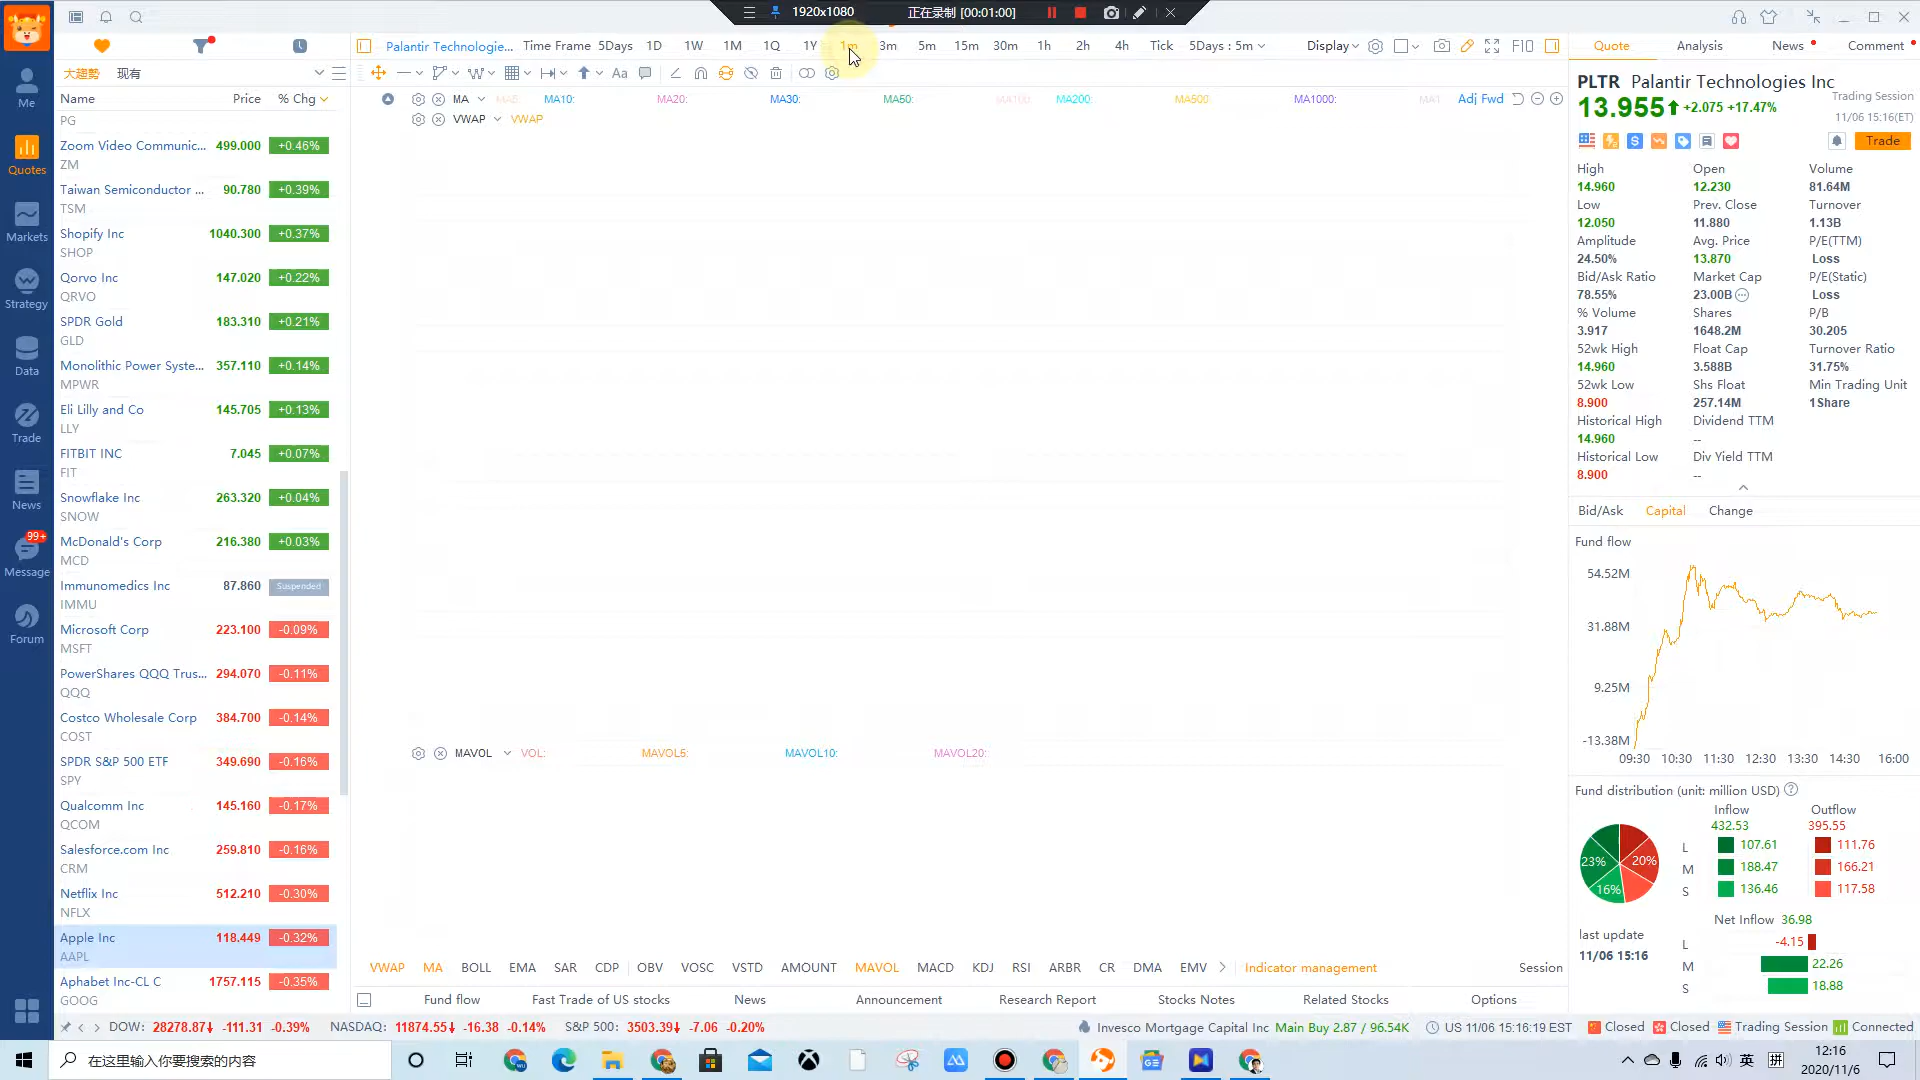 1920x1080 正在录制 [00:01:00]
Palantir Technologie... Time Frame 5Days 1D 1W 1M 1Q 1Y 1m 3m 5m 15m 30m 1h 2h 4h Tick 5Days : 5m Display F10
Quote Analysis News Comment
大趋势 现有
Aa
Name Price % Chg
PG
Zoom Video Communic... 499.000 +0.46%
ZM
Taiwan Semiconductor ... 90.780 +0.39%
TSM
Shopify Inc 1040.300 +0.37%
SHOP
Qorvo Inc 147.020 +0.22%
QRVO
SPDR Gold 183.310 +0.21%
GLD
Monolithic Power Syste... 357.110 +0.14%
MPWR
Eli Lilly and Co 145.705 +0.13%
LLY
FITBIT INC 7.045 +0.07%
FIT
Snowflake Inc 263.320 +0.04%
SNOW
McDonald's Corp 216.380 +0.03%
MCD
Immunomedics Inc 87.860 Suspended
IMMU
Microsoft Corp 223.100 -0.09%
MSFT
PowerShares QQQ Trus... 294.070 -0.11%
QQQ
Costco Wholesale Corp 384.700 -0.14%
COST
SPDR S&P 500 ETF 349.690 -0.16%
SPY
Qualcomm Inc 145.160 -0.17%
QCOM
Salesforce.com Inc 259.810 -0.16%
CRM
Netflix Inc 512.210 -0.30%
NFLX
Apple Inc 118.449 -0.32%
AAPL
Alphabet Inc-CL C 1757.115 -0.35%
GOOG
Me
Quotes
Markets
Strategy
Data
Trade
News
99+
Message
Forum
MA MA5: MA10: MA20: MA30: MA50: MA100: MA200: MA500: MA1000: MA1 Adj Fwd
VWAP VWAP
MAVOL VOL: MAVOL5: MAVOL10: MAVOL20:
VWAP MA BOLL EMA SAR CDP OBV VOSC VSTD AMOUNT MAVOL MACD KDJ RSI ARBR CR DMA EMV Indicator management Session
Fund flow Fast Trade of US stocks News Announcement Research Report Stocks Notes Related Stocks Options
PLTR Palantir Technologies Inc
Trading Session
13.955 +2.075 +17.47%
11/06 15:16(ET)
Trade
High Open Volume
14.960 12.230 81.64M
Low Prev. Close Turnover
12.050 11.880 1.13B
Amplitude Avg. Price P/E(TTM)
24.50% 13.870 Loss
Bid/Ask Ratio Market Cap P/E(Static)
78.55% 23.00B Loss
% Volume Shares P/B
3.917 1648.2M 30.205
52wk High Float Cap Turnover Ratio
14.960 3.588B 31.75%
52wk Low Shs Float Min Trading Unit
8.900 257.14M 1Share
Historical High Dividend TTM
14.960 --
Historical Low Div Yield TTM
8.900 --
Bid/Ask Capital Change
Fund flow
54.52M
31.88M
9.25M
-13.38M
09:30 10:30 11:30 12:30 13:30 14:30 16:00
Fund distribution (unit: million USD)
Inflow Outflow
432.53 395.55
L 107.61 111.76
M 188.47 166.21
S 136.46 117.58
23% 20%
16%
Net Inflow 36.98
last update
11/06 15:16
L -4.15
M 22.26
S 18.88
DOW: 28278.87 -111.31 -0.39% NASDAQ: 11874.55 -16.38 -0.14% S&P 500: 3503.39 -7.06 -0.20% Invesco Mortgage Capital Inc Main Buy 2.87 / 96.54K US 11/06 15:16:19 EST Closed Closed Trading Session Connected
在这里输入你要搜索的内容
英 拼 12:16
2020/11/6